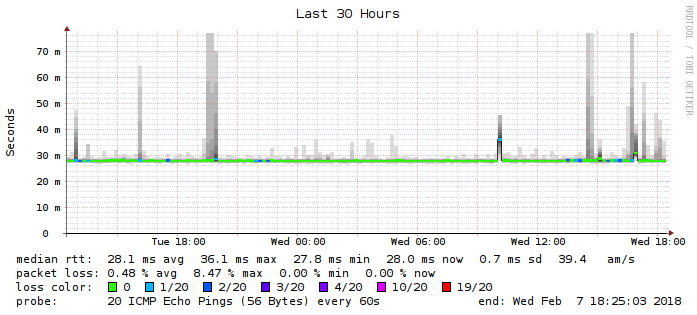 Last 30 Hours
RRDTOOL / TOBI OETIKER
Seconds
70 m
60 m
50 m
40 m
30 m
20 m
10 m
0
Tue 18:00 Wed 00:00 Wed 06:00 Wed 12:00 Wed 18:00
median rtt: 28.1 ms avg 36.1 ms max 27.8 ms min 28.0 ms now 0.7 ms sd 39.4 am/s
packet loss: 0.48 % avg 8.47 % max 0.00 % min 0.00 % now
loss color: 0 1/20 2/20 3/20 4/20 10/20 19/20
probe: 20 ICMP Echo Pings (56 Bytes) every 60s end: Wed Feb 7 18:25:03 2018